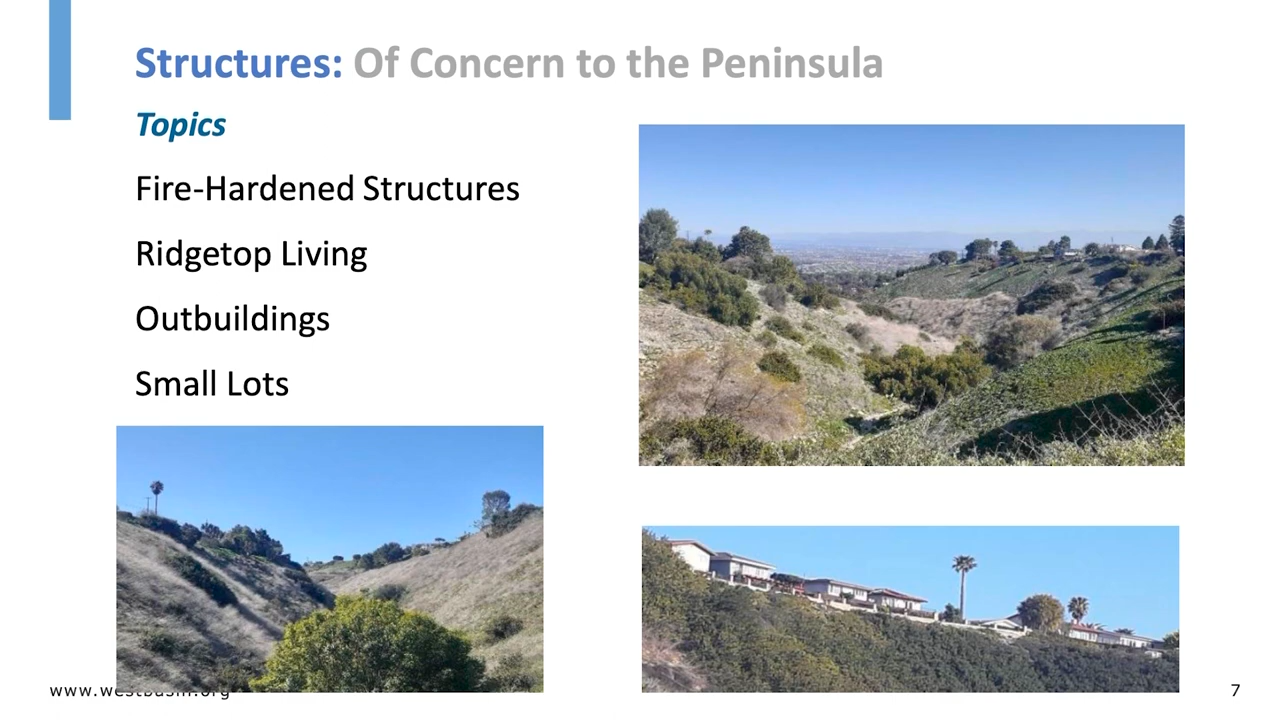 Structures: Of Concern to the Peninsula
Topics
Fire-Hardened Structures
Ridgetop Living
Outbuildings
Small Lots
www.westbasin.org
7